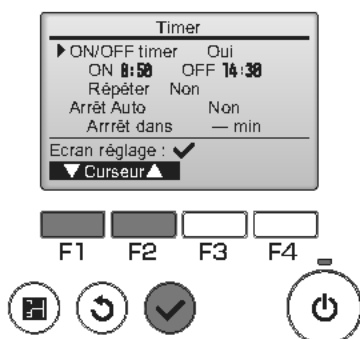 Timer
ON/OFF timer Oui
ON 8:50 OFF 14:30
Répéter Non
Arrêt Auto Non
Arrrêt dans — min
Ecran réglage : ✔
▼ Curseur ▲
F1 F2 F3 F4